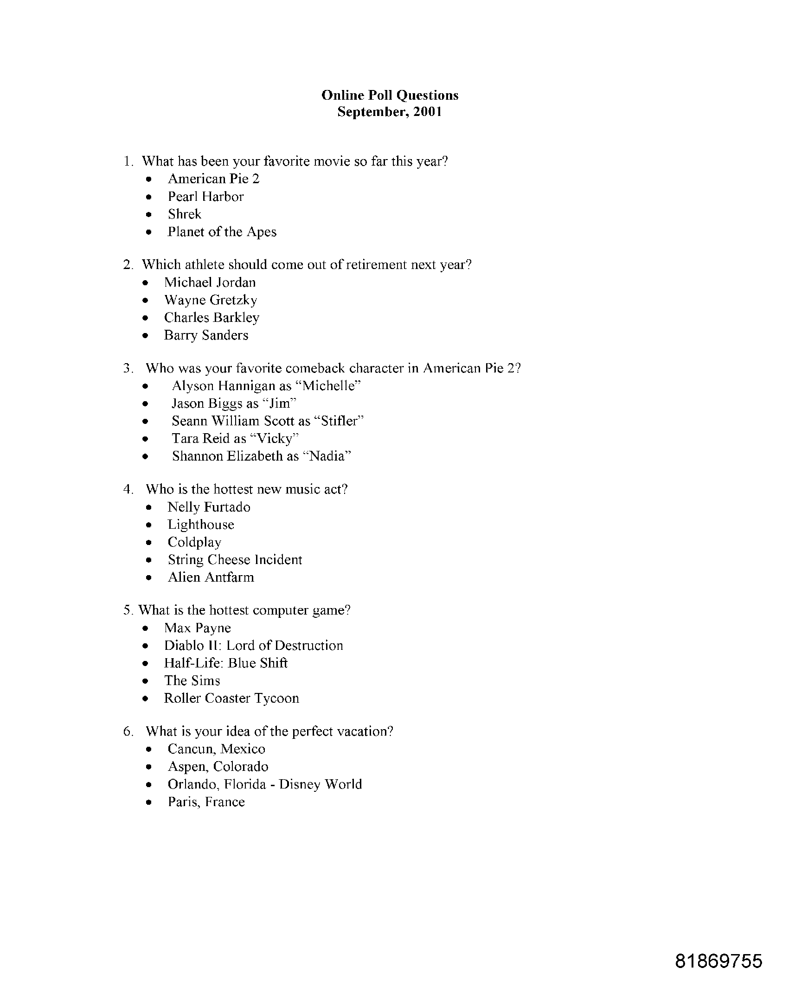 Online Poll Questions
September, 2001
1. What has been your favorite movie so far this year?
• American Pie 2
• Pearl Harbor
• Shrek
• Planet of the Apes
2. Which athlete should come out of retirement next year?
• Michael Jordan
• Wayne Gretzky
• Charles Barkley
• Barry Sanders
3. Who was your favorite comeback character in American Pie 2?
• Alyson Hannigan as “Michelle”
• Jason Biggs as “Jim”
• Seann William Scott as “Stifler”
• Tara Reid as “Vicky”
• Shannon Elizabeth as “Nadia”
4. Who is the hottest new music act?
• Nelly Furtado
• Lighthouse
• Coldplay
• String Cheese Incident
• Alien Antfarm
5. What is the hottest computer game?
• Max Payne
• Diablo II: Lord of Destruction
• Half-Life: Blue Shift
• The Sims
• Roller Coaster Tycoon
6. What is your idea of the perfect vacation?
• Cancun, Mexico
• Aspen, Colorado
• Orlando, Florida - Disney World
• Paris, France
81869755